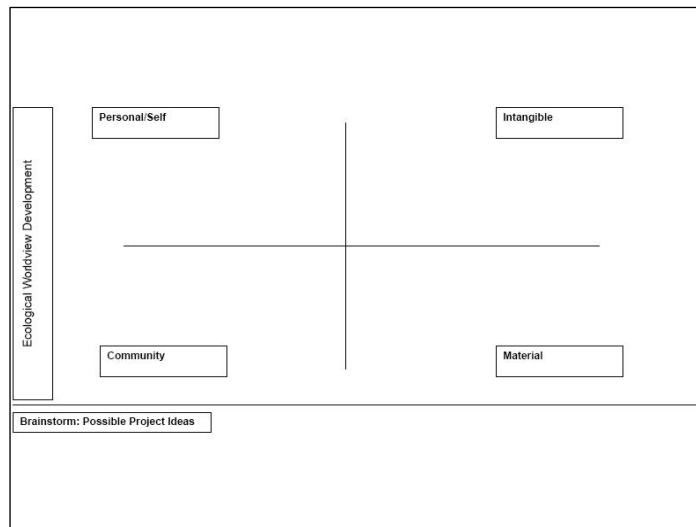 Personal/Self
Intangible
Ecological Worldview Development
Community
Material
Brainstorm: Possible Project Ideas